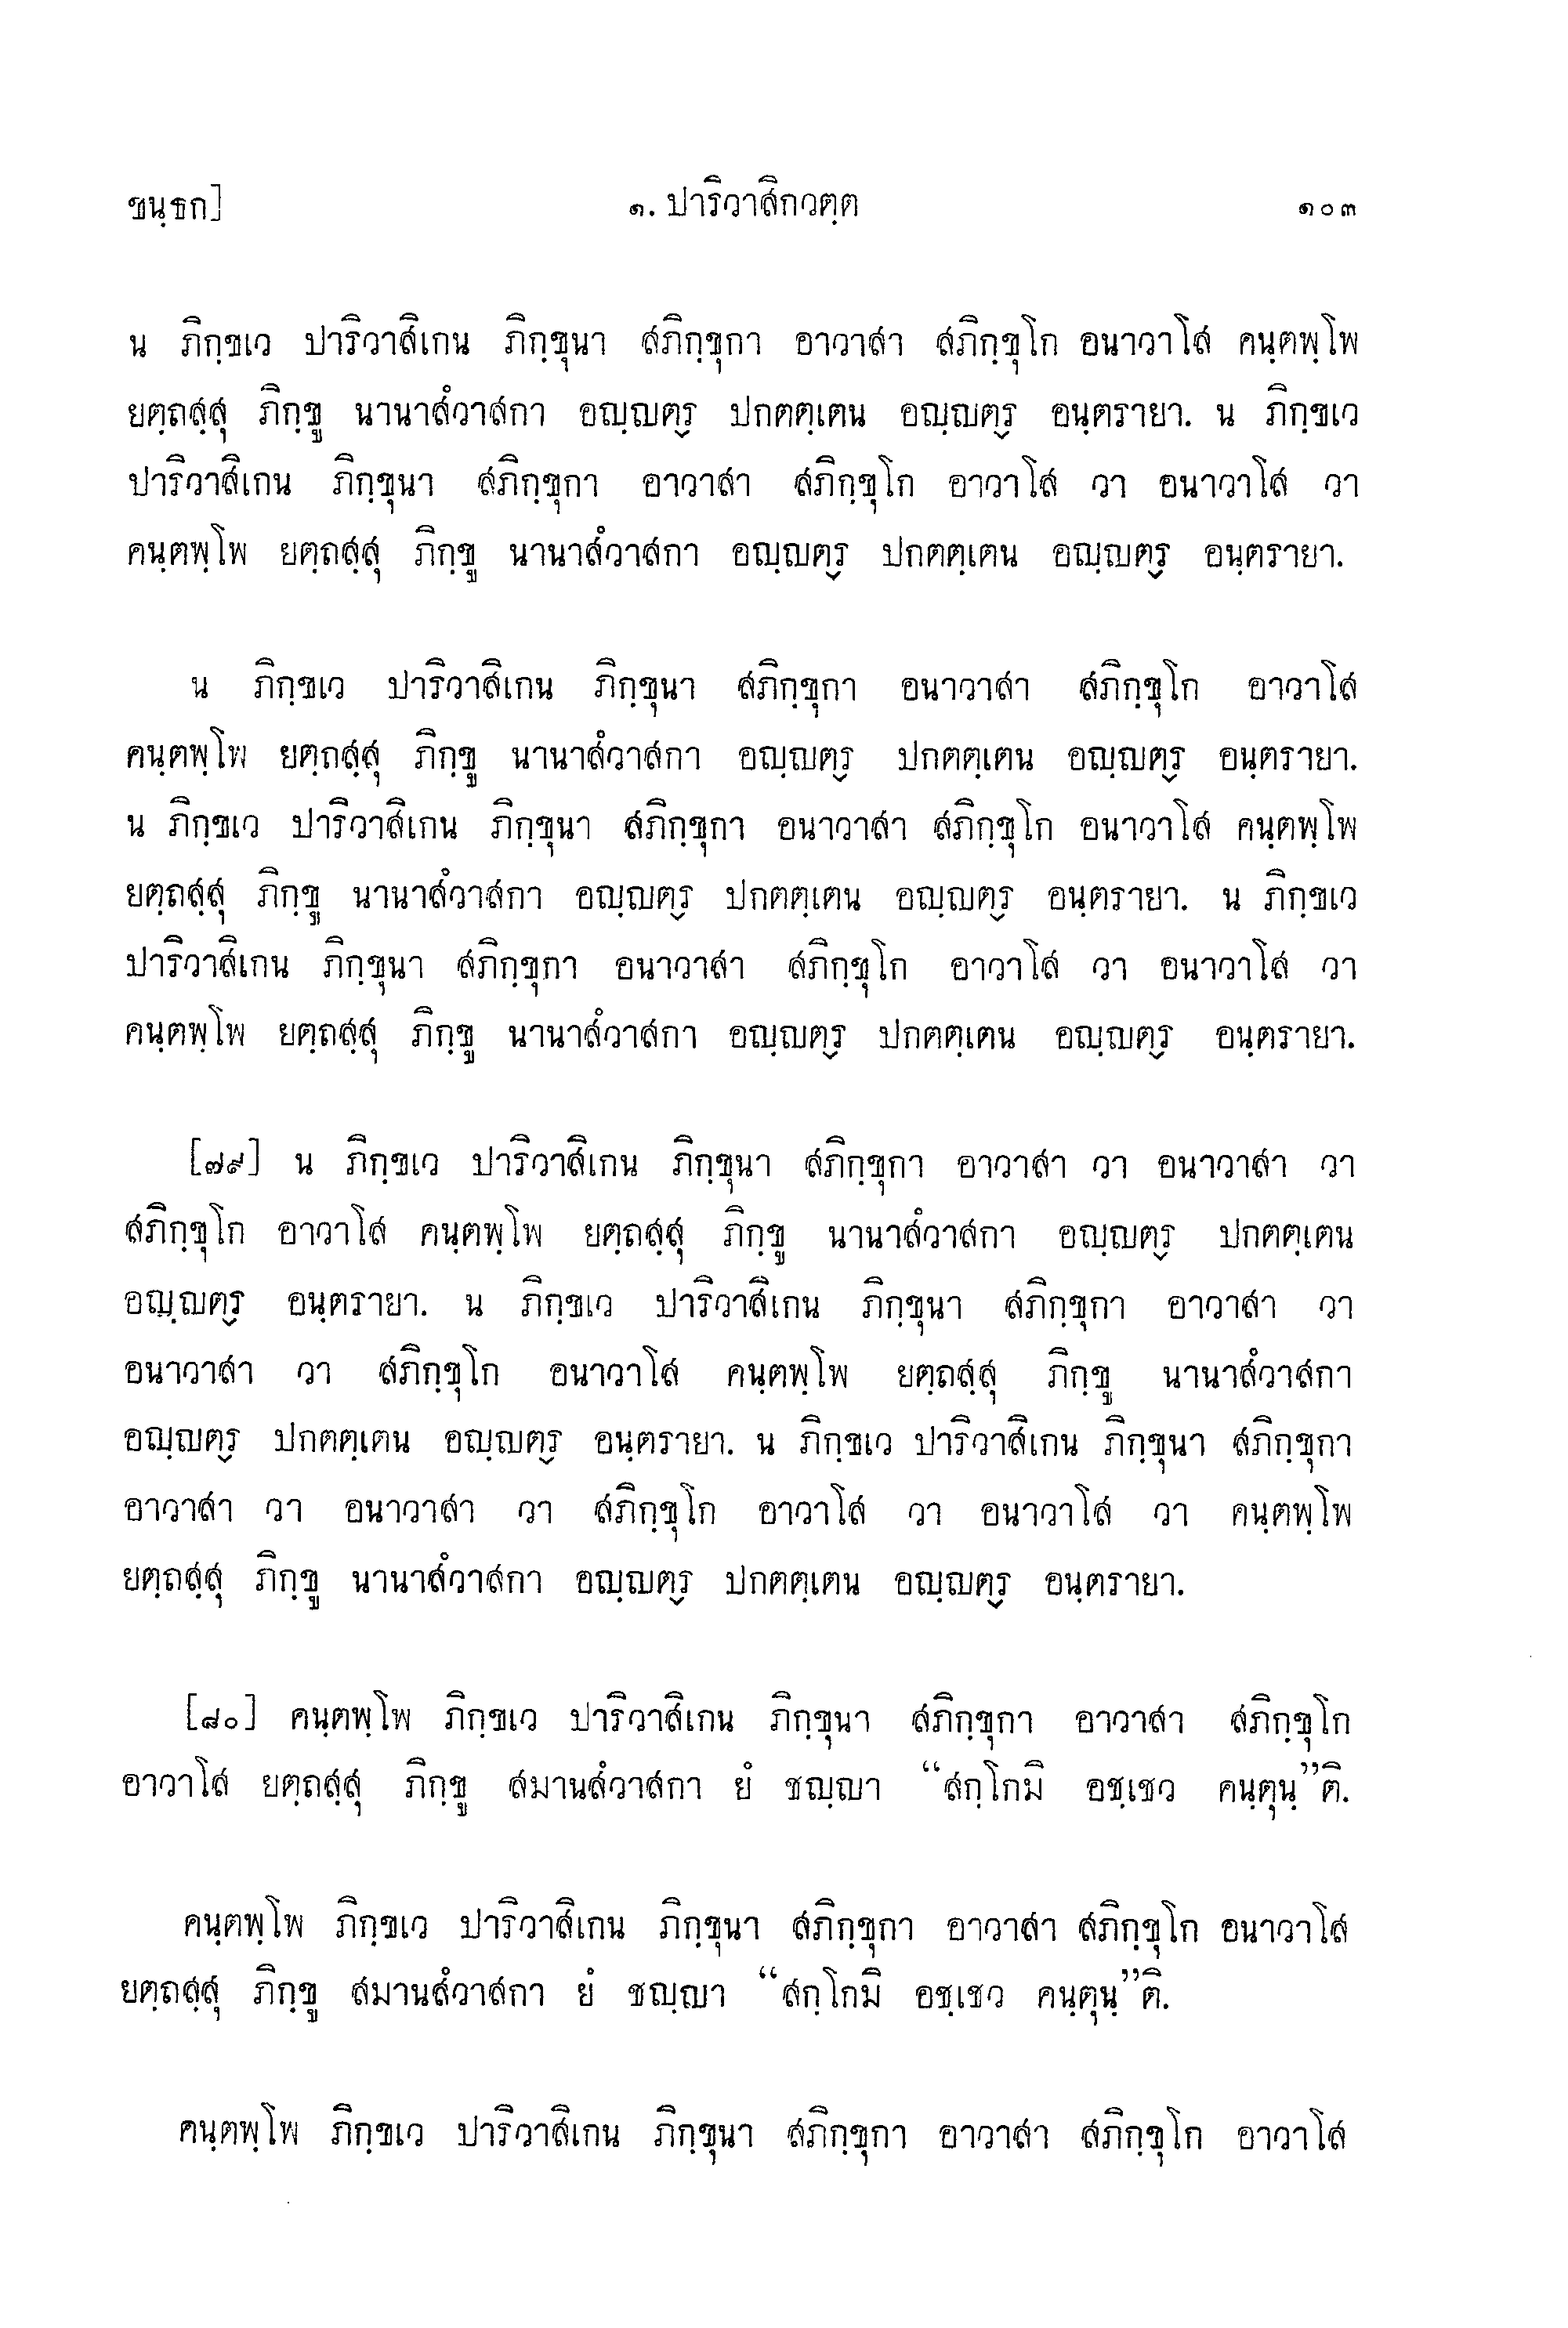 ขนฺธก] ๑. ปาริวาสิกวตฺต ๑๐๓
น ภิกฺขเว ปาริวาสิเกน ภิกฺขุนา สภิกฺขุกา อาวาสา สภิกฺขุโก อนาวาโส คนฺตพฺโพ
ยตฺถสฺสุ ภิกฺขู นานาสํวาสกา อญฺญตฺร ปกตตฺเตน อญฺญตฺร อนฺตรายา. น ภิกฺขเว
ปาริวาสิเกน ภิกฺขุนา สภิกฺขุกา อาวาสา สภิกฺขุโก อาวาโส วา อนาวาโส วา
คนฺตพฺโพ ยตฺถสฺสุ ภิกฺขู นานาสํวาสกา อญฺญตฺร ปกตตฺเตน อญฺญตฺร อนฺตรายา.
น ภิกฺขเว ปาริวาสิเกน ภิกฺขุนา สภิกฺขุกา อนาวาสา สภิกฺขุโก อาวาโส
คนฺตพฺโพ ยตฺถสฺสุ ภิกฺขู นานาสํวาสกา อญฺญตฺร ปกตตฺเตน อญฺญตฺร อนฺตรายา.
น ภิกฺขเว ปาริวาสิเกน ภิกฺขุนา สภิกฺขุกา อนาวาสา สภิกฺขุโก อนาวาโส คนฺตพฺโพ
ยตฺถสฺสุ ภิกฺขู นานาสํวาสกา อญฺญตฺร ปกตตฺเตน อญฺญตฺร อนฺตรายา. น ภิกฺขเว
ปาริวาสิเกน ภิกฺขุนา สภิกฺขุกา อนาวาสา สภิกฺขุโก อาวาโส วา อนาวาโส วา
คนฺตพฺโพ ยตฺถสฺสุ ภิกฺขู นานาสํวาสกา อญฺญตฺร ปกตตฺเตน อญฺญตฺร อนฺตรายา.
[๗๙] น ภิกฺขเว ปาริวาสิเกน ภิกฺขุนา สภิกฺขุกา อาวาสา วา อนาวาสา วา
สภิกฺขุโก อาวาโส คนฺตพฺโพ ยตฺถสฺสุ ภิกฺขู นานาสํวาสกา อญฺญตฺร ปกตตฺเตน
อญฺญตฺร อนฺตรายา. น ภิกฺขเว ปาริวาสิเกน ภิกฺขุนา สภิกฺขุกา อาวาสา วา
อนาวาสา วา สภิกฺขุโก อนาวาโส คนฺตพฺโพ ยตฺถสฺสุ ภิกฺขู นานาสํวาสกา
อญฺญตฺร ปกตตฺเตน อญฺญตฺร อนฺตรายา. น ภิกฺขเว ปาริวาสิเกน ภิกฺขุนา สภิกฺขุกา
อาวาสา วา อนาวาสา วา สภิกฺขุโก อาวาโส วา อนาวาโส วา คนฺตพฺโพ
ยตฺถสฺสุ ภิกฺขู นานาสํวาสกา อญฺญตฺร ปกตตฺเตน อญฺญตฺร อนฺตรายา.
[๘๐] คนฺตพฺโพ ภิกฺขเว ปาริวาสิเกน ภิกฺขุนา สภิกฺขุกา อาวาสา สภิกฺขุโก
อาวาโส ยตฺถสฺสุ ภิกฺขู สมานสํวาสกา ยํ ชญฺญา “สกฺโกมิ อชฺเชว คนฺตุนฺ”ติ.
คนฺตพฺโพ ภิกฺขเว ปาริวาสิเกน ภิกฺขุนา สภิกฺขุกา อาวาสา สภิกฺขุโก อนาวาโส
ยตฺถสฺสุ ภิกฺขู สมานสํวาสกา ยํ ชญฺญา “สกฺโกมิ อชฺเชว คนฺตุนฺ”ติ.
คนฺตพฺโพ ภิกฺขเว ปาริวาสิเกน ภิกฺขุนา สภิกฺขุกา อาวาสา สภิกฺขุโก อาวาโส